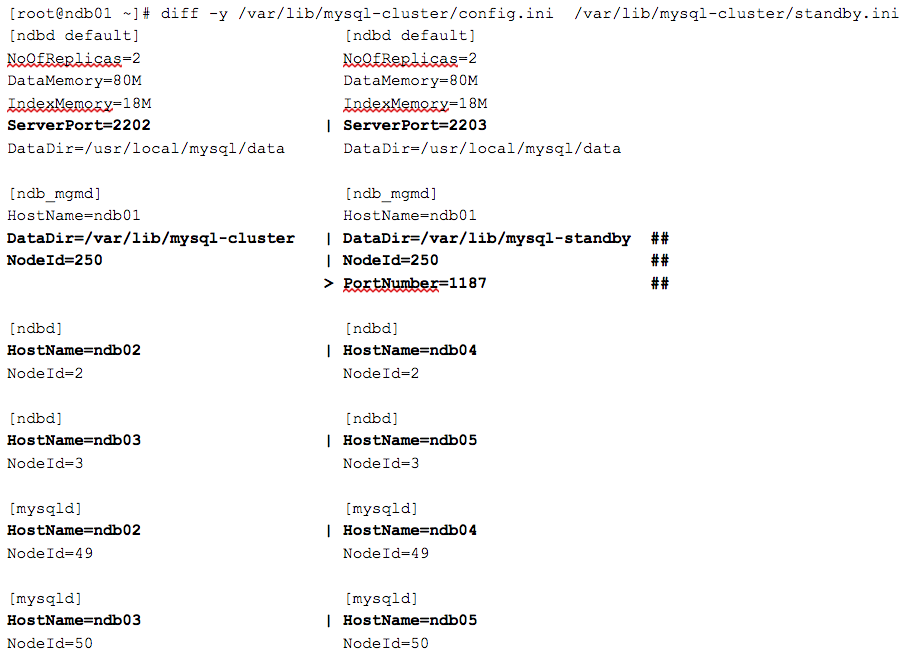 [root@ndb01 ~]# diff -y /var/lib/mysql-cluster/config.ini  /var/lib/mysql-cluster/standby.ini
[ndbd default]                     [ndbd default]
NoOfReplicas=2                     NoOfReplicas=2
DataMemory=80M                     DataMemory=80M
IndexMemory=18M                    IndexMemory=18M
ServerPort=2202                  | ServerPort=2203
DataDir=/usr/local/mysql/data      DataDir=/usr/local/mysql/data
[ndb_mgmd]                         [ndb_mgmd]
HostName=ndb01                     HostName=ndb01
DataDir=/var/lib/mysql-cluster   | DataDir=/var/lib/mysql-standby  ##
NodeId=250                       | NodeId=250                      ##
                                 > PortNumber=1187                 ##
[ndbd]                             [ndbd]
HostName=ndb02                   | HostName=ndb04
NodeId=2                           NodeId=2
[ndbd]                             [ndbd]
HostName=ndb03                   | HostName=ndb05
NodeId=3                           NodeId=3
[mysqld]                           [mysqld]
HostName=ndb02                   | HostName=ndb04
NodeId=49                          NodeId=49
[mysqld]                           [mysqld]
HostName=ndb03                   | HostName=ndb05
NodeId=50                          NodeId=50